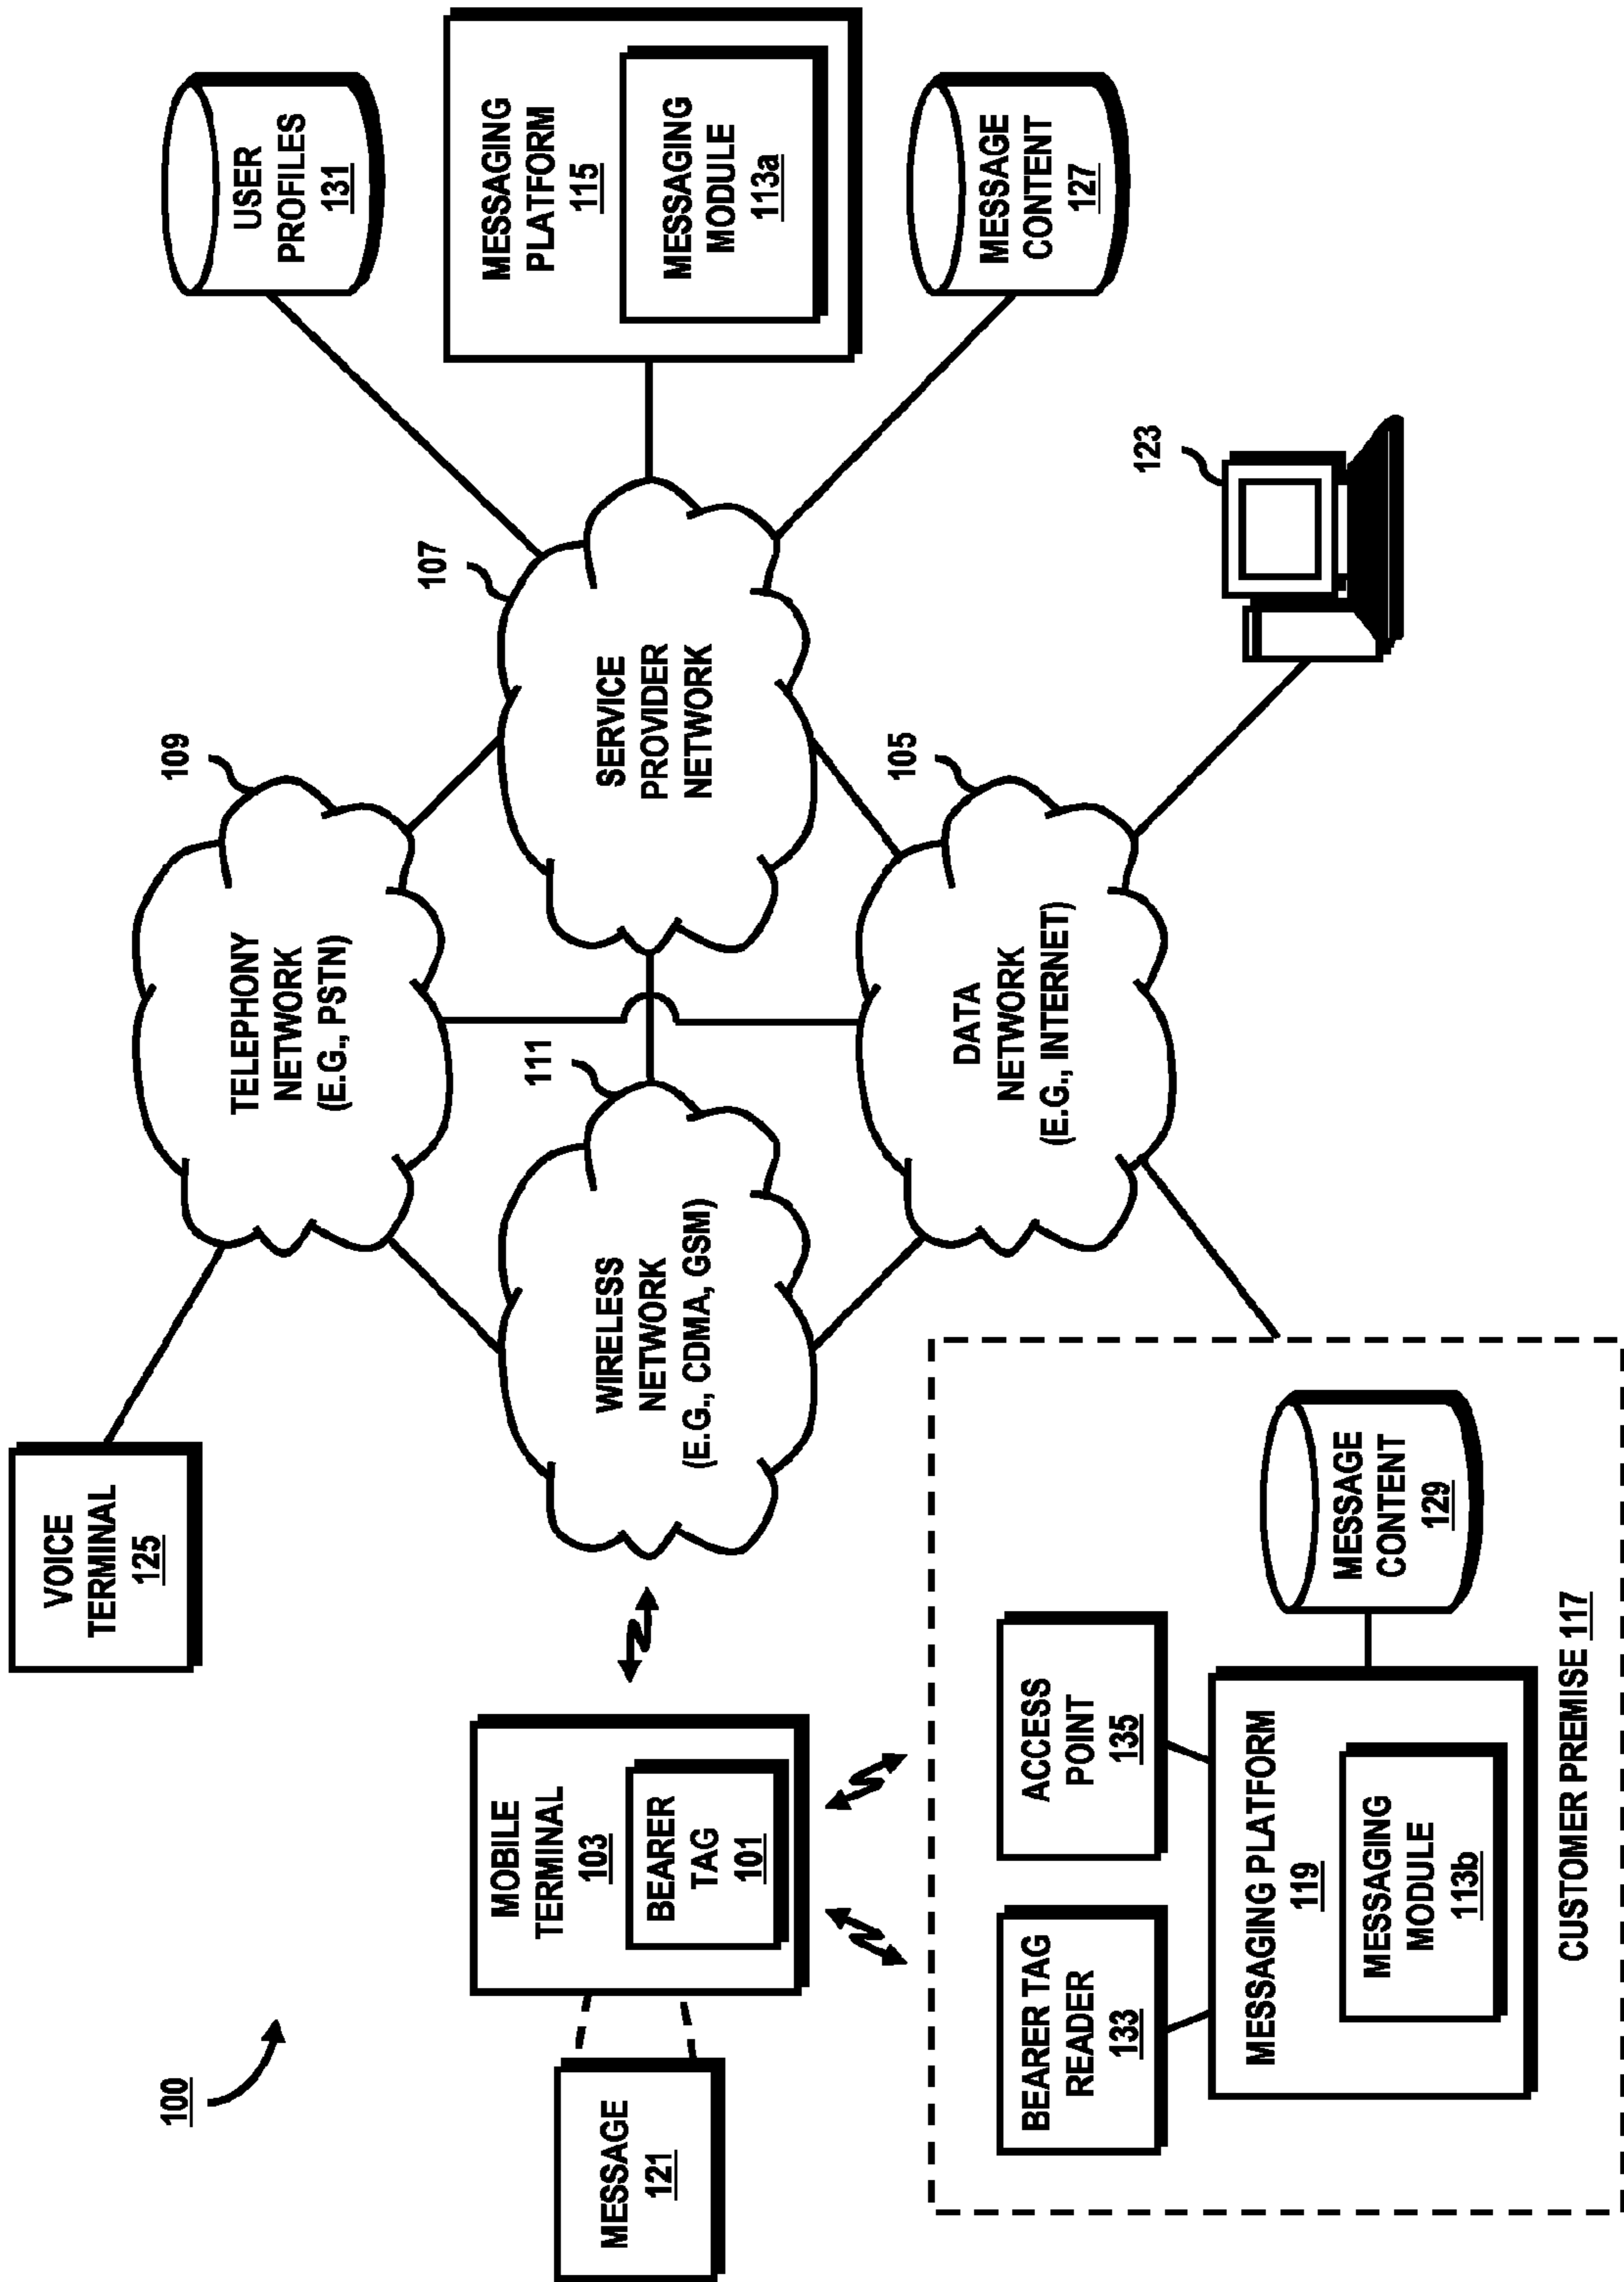 100
VOICE
TERMINAL
125
109
TELEPHONY
NETWORK
(E.G., PSTN)
USER
PROFILES
131
107
SERVICE
PROVIDER
NETWORK
MESSAGING
PLATFORM
115
MESSAGING
MODULE
113a
MESSAGE
CONTENT
127
111
WIRELESS
NETWORK
(E.G., CDMA, GSM)
MESSAGE
121
MOBILE
TERMINAL
103
BEARER
TAG
101
105
DATA
NETWORK
(E.G., INTERNET)
123
BEARER TAG
READER
133
ACCESS
POINT
135
MESSAGING PLATFORM
119
MESSAGING
MODULE
113b
MESSAGE
CONTENT
129
CUSTOMER PREMISE 117